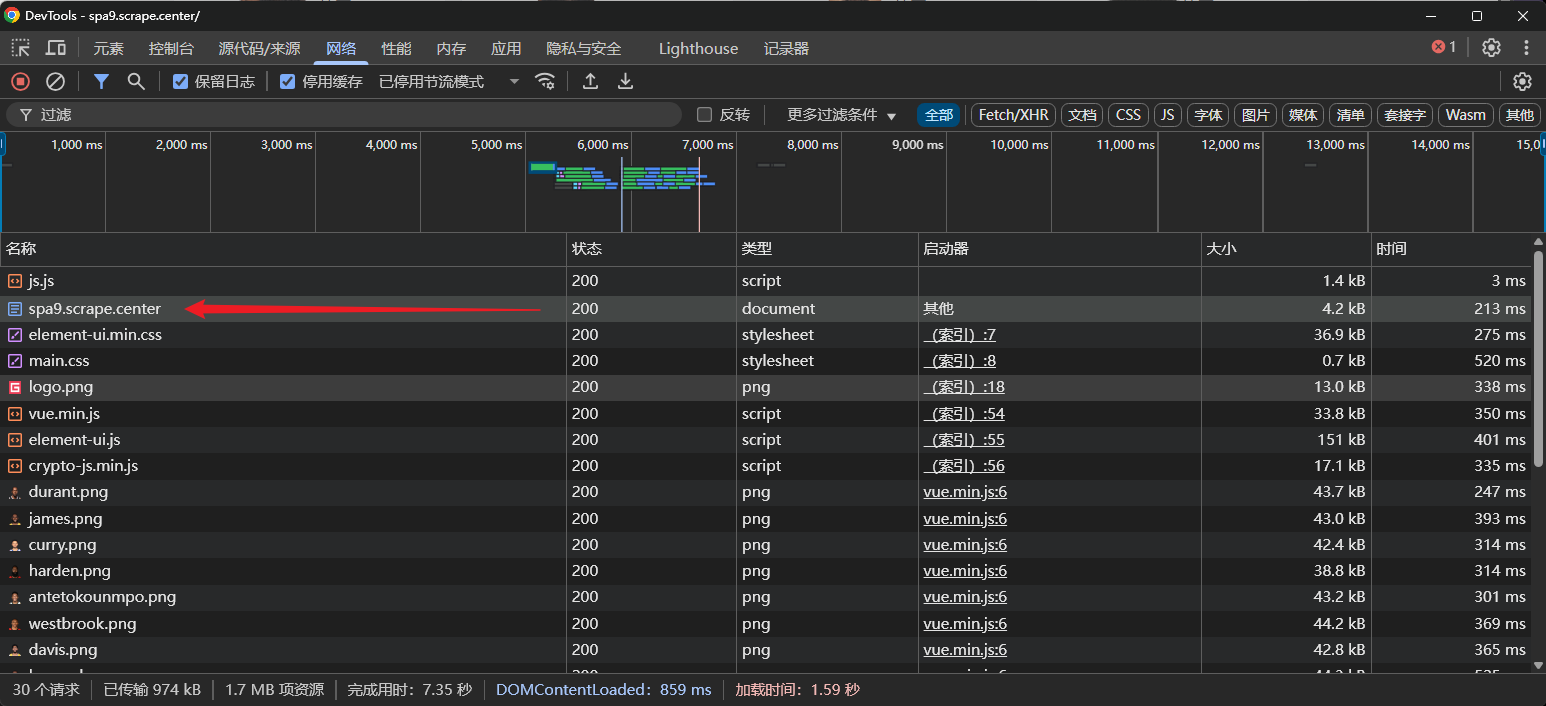 DevTools - spa9.scrape.center/
元素 控制台 源代码/来源 网络 性能 内存 应用 隐私与安全 Lighthouse 记录器 1
保留日志 停用缓存 已停用节流模式
过滤 反转 更多过滤条件 全部 Fetch/XHR 文档 CSS JS 字体 图片 媒体 清单 套接字 Wasm 其他
1,000 ms 2,000 ms 3,000 ms 4,000 ms 5,000 ms 6,000 ms 7,000 ms 8,000 ms 9,000 ms 10,000 ms 11,000 ms 12,000 ms 13,000 ms 14,000 ms 15,0
名称 状态 类型 启动器 大小 时间
js.js 200 script 1.4 kB 3 ms
spa9.scrape.center 200 document 其他 4.2 kB 213 ms
element-ui.min.css 200 stylesheet （索引）:7 36.9 kB 275 ms
main.css 200 stylesheet （索引）:8 0.7 kB 520 ms
logo.png 200 png （索引）:18 13.0 kB 338 ms
vue.min.js 200 script （索引）:54 33.8 kB 350 ms
element-ui.js 200 script （索引）:55 151 kB 401 ms
crypto-js.min.js 200 script （索引）:56 17.1 kB 335 ms
durant.png 200 png vue.min.js:6 43.7 kB 247 ms
james.png 200 png vue.min.js:6 43.0 kB 393 ms
curry.png 200 png vue.min.js:6 42.4 kB 314 ms
harden.png 200 png vue.min.js:6 38.8 kB 314 ms
antetokounmpo.png 200 png vue.min.js:6 43.2 kB 301 ms
westbrook.png 200 png vue.min.js:6 44.2 kB 369 ms
davis.png 200 png vue.min.js:6 42.8 kB 365 ms
30 个请求 已传输 974 kB 1.7 MB 项资源 完成用时：7.35 秒 DOMContentLoaded：859 ms 加载时间：1.59 秒